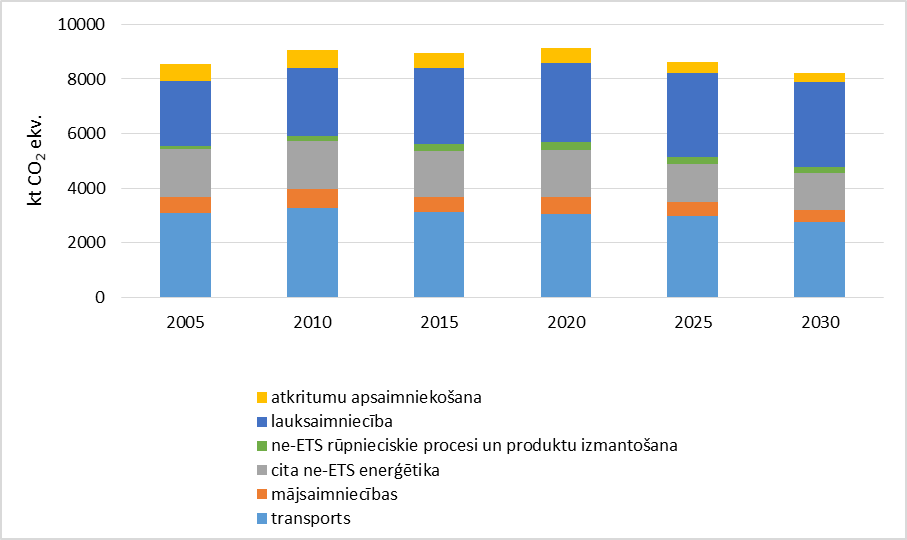 10000
8000
6000
4000
2000
0
kt CO₂ ekv.
2005 2010 2015 2020 2025 2030
atkritumu apsaimniekošana
lauksaimniecība
ne-ETS rūpnieciskie procesi un produktu izmantošana
cita ne-ETS enerģētika
mājsaimniecības
transports